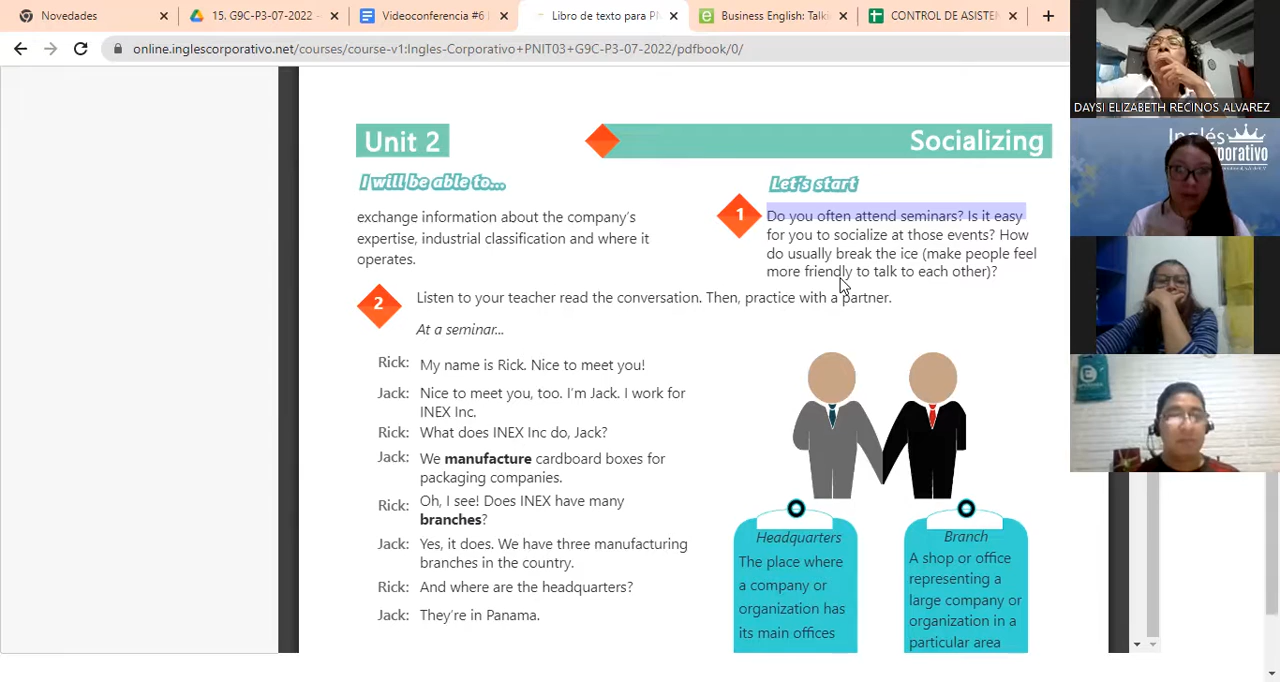 Novedades
15. G9C-P3-07-2022 -
Videoconferencia #6
Libro de texto para PN
Business English: Talki
CONTROL DE ASISTEN
online.inglescorporativo.net/courses/course-v1:Ingles-Corporativo+PNIT03+G9C-P3-07-2022/pdfbook/0/
DAYSI ELIZABETH RECINOS ALVAREZ
Unit 2
Socializing
I will be able to...
exchange information about the company's
expertise, industrial classification and where it
operates.
Let's start
1
Do you often attend seminars? Is it easy
for you to socialize at those events? How
do usually break the ice (make people feel
more friendly to talk to each other)?
2
Listen to your teacher read the conversation. Then, practice with a partner.
At a seminar...
Rick: My name is Rick. Nice to meet you!
Jack: Nice to meet you, too. I'm Jack. I work for
INEX Inc.
Rick: What does INEX Inc do, Jack?
Jack: We manufacture cardboard boxes for
packaging companies.
Rick: Oh, I see! Does INEX have many
branches?
Jack: Yes, it does. We have three manufacturing
branches in the country.
Rick: And where are the headquarters?
Jack: They're in Panama.
Headquarters
The place where
a company or
organization has
its main offices
Branch
A shop or office
representing a
large company or
organization in a
particular area
Inglés